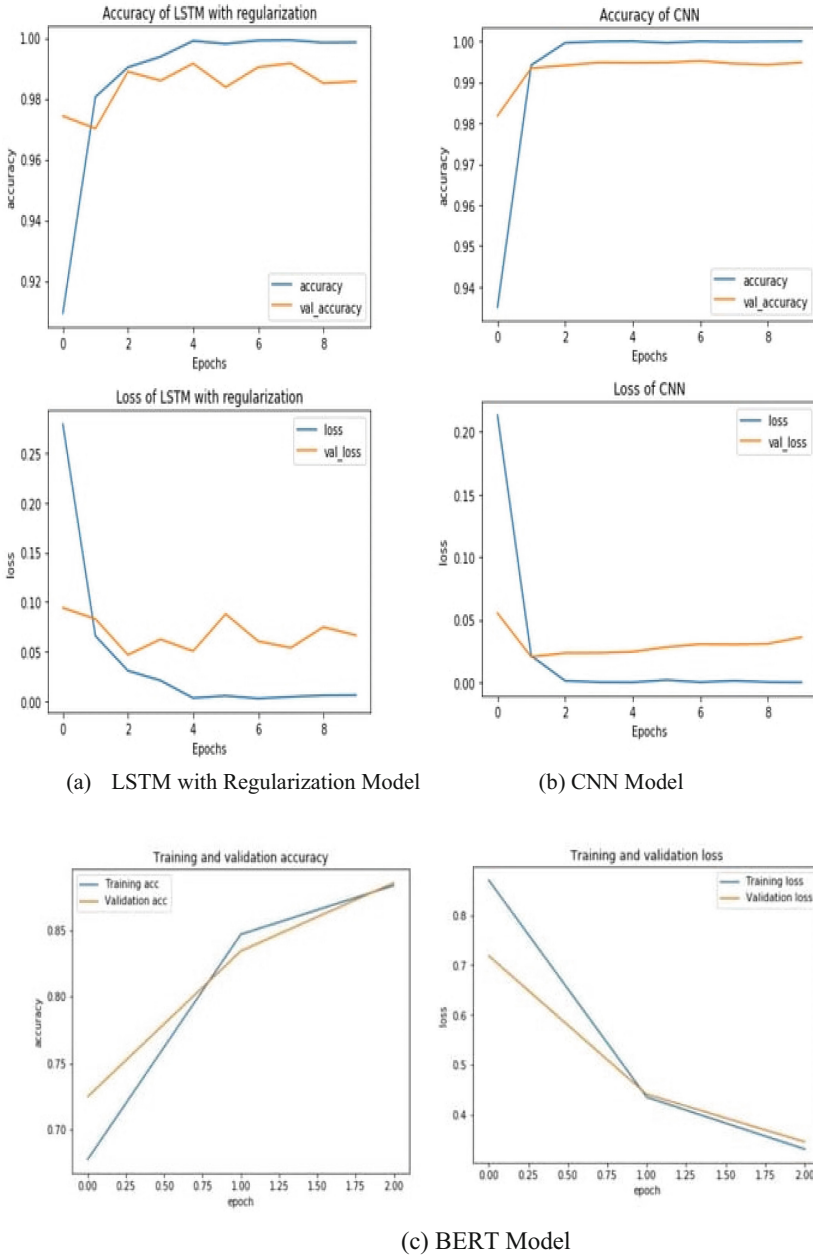 Accuracy of LSTM with regularization
1.00
0.98
0.96
0.94
0.92
accuracy
accuracy
val_accuracy
0 2 4 6 8
Epochs
Accuracy of CNN
1.00
0.99
0.98
0.97
0.96
0.95
0.94
accuracy
accuracy
val_accuracy
0 2 4 6 8
Epochs
Loss of LSTM with regularization
0.25
0.20
0.15
0.10
0.05
0.00
loss
loss
val_loss
0 2 4 6 8
Epochs
Loss of CNN
0.20
0.15
0.10
0.05
0.00
loss
loss
val_loss
0 2 4 6 8
Epochs
(a) LSTM with Regularization Model
(b) CNN Model
Training and validation accuracy
Training acc
Validation acc
0.85
0.80
0.75
0.70
accuracy
0.00 0.25 0.50 0.75 1.00 1.25 1.50 1.75 2.00
epoch
Training and validation loss
Training loss
Validation loss
0.8
0.7
0.6
0.5
0.4
loss
0.00 0.25 0.50 0.75 1.00 1.25 1.50 1.75 2.00
epoch
(c) BERT Model